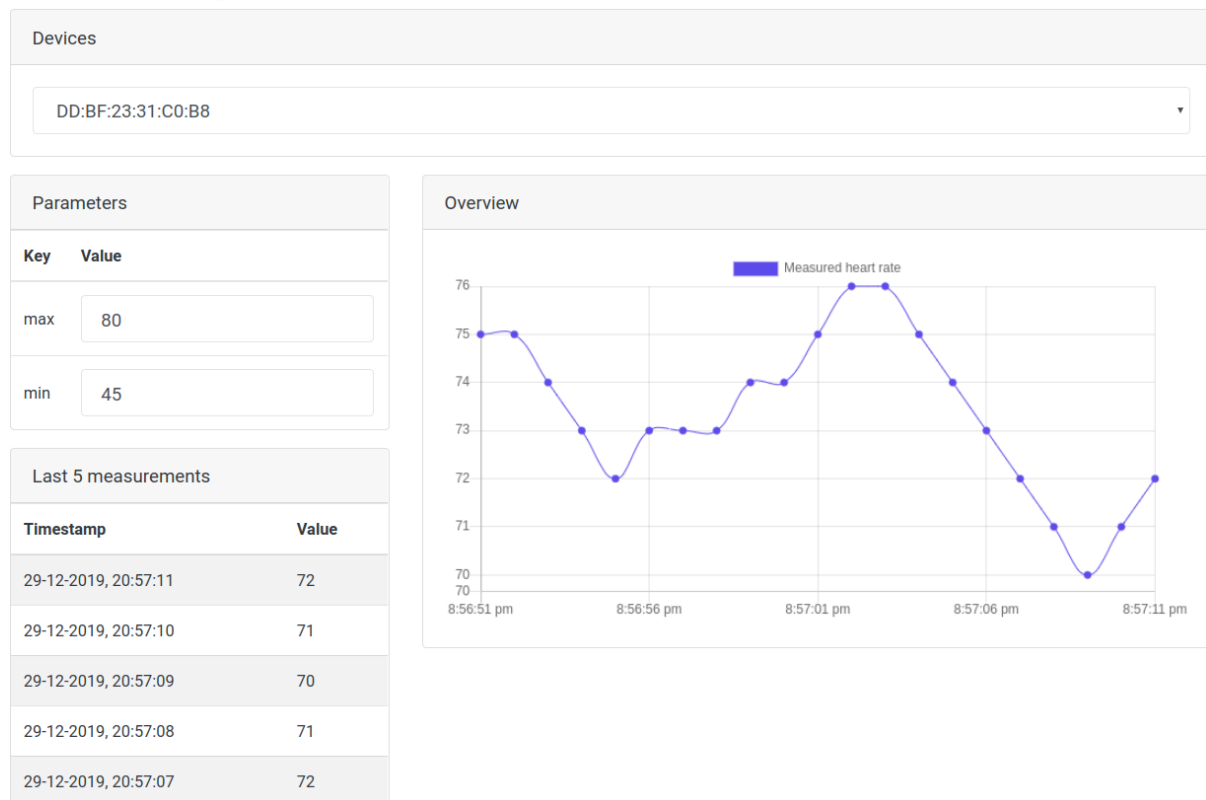 Devices
DD:BF:23:31:C0:B8
Parameters
Key Value
max 80
min 45
Last 5 measurements
Timestamp Value
29-12-2019, 20:57:11 72
29-12-2019, 20:57:10 71
29-12-2019, 20:57:09 70
29-12-2019, 20:57:08 71
29-12-2019, 20:57:07 72
Overview
Measured heart rate
76
75
74
73
72
71
70
70
8:56:51 pm 8:56:56 pm 8:57:01 pm 8:57:06 pm 8:57:11 pm